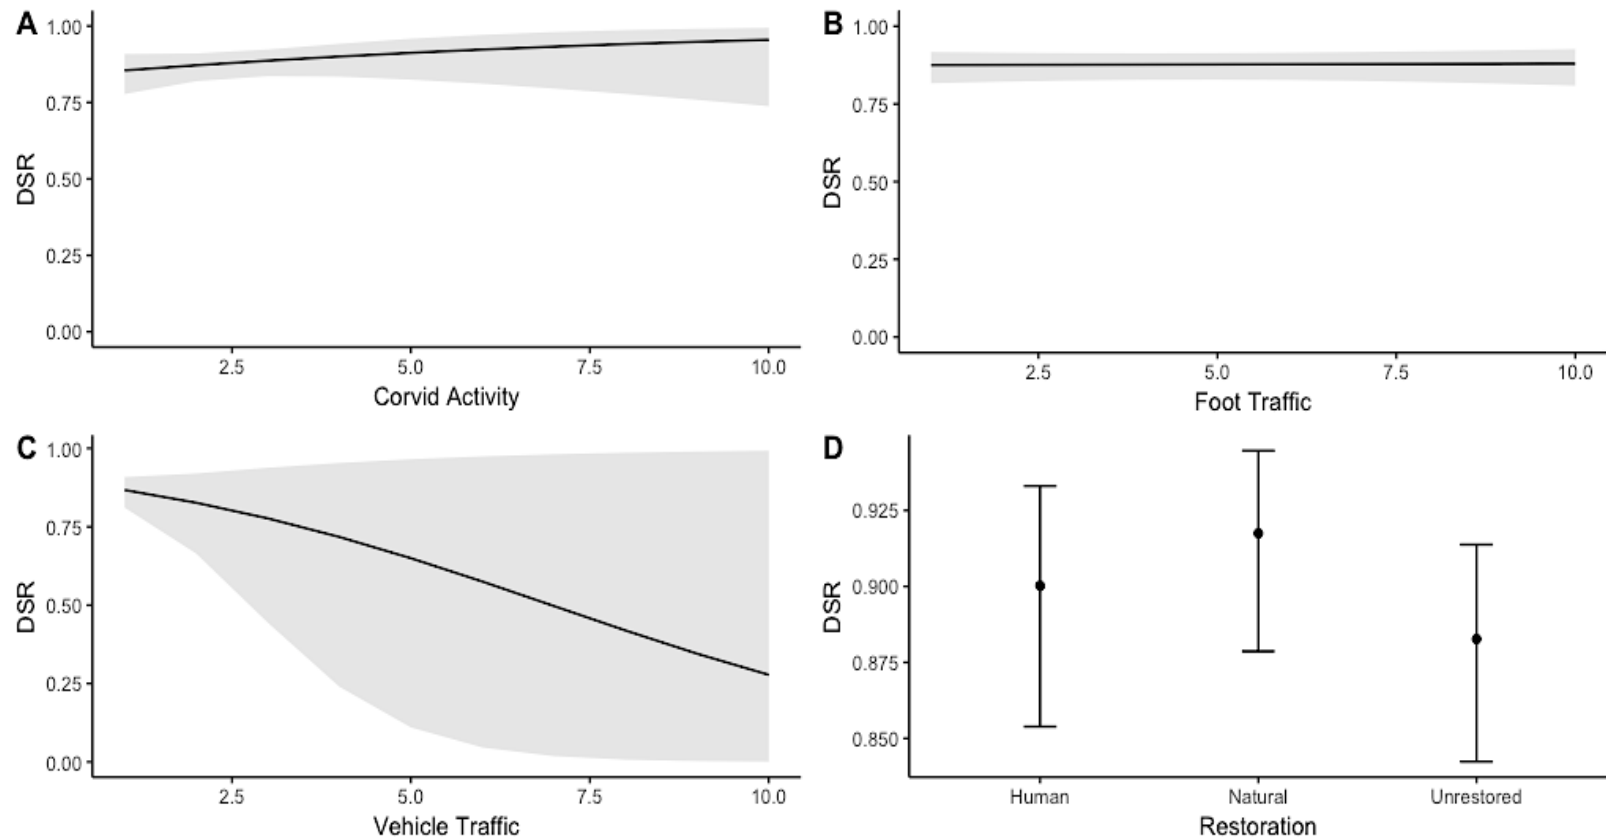 A
1.00
0.75
0.50
0.25
0.00
DSR
2.5 5.0 7.5 10.0
Corvid Activity
B
1.00
0.75
0.50
0.25
0.00
DSR
2.5 5.0 7.5 10.0
Foot Traffic
C
1.00
0.75
0.50
0.25
0.00
DSR
2.5 5.0 7.5 10.0
Vehicle Traffic
D
0.925
0.900
0.875
0.850
DSR
Human Natural Unrestored
Restoration